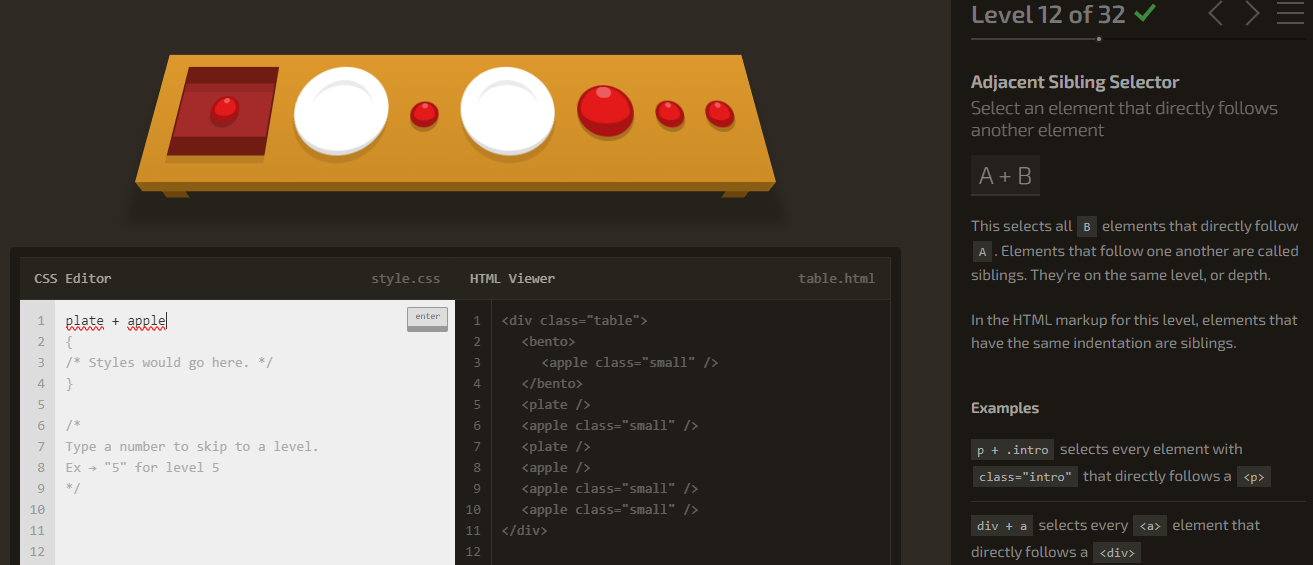 Level 12 of 32
Adjacent Sibling Selector
Select an element that directly follows
another element
A + B
This selects all B elements that directly follow
A . Elements that follow one another are called
siblings. They're on the same level, or depth.
In the HTML markup for this level, elements that
have the same indentation are siblings.
Examples
p + .intro selects every element with
class="intro" that directly follows a <p>
div + a selects every <a> element that
directly follows a <div>
CSS Editor style.css
1 plate + apple enter
2 {
3 /* Styles would go here. */
4 }
5
6 /*
7 Type a number to skip to a level.
8 Ex → "5" for level 5
9 */
10
11
12
HTML Viewer table.html
1 <div class="table">
2 <bento>
3 <apple class="small" />
4 </bento>
5 <plate />
6 <apple class="small" />
7 <plate />
8 <apple />
9 <apple class="small" />
10 <apple class="small" />
11 </div>
12